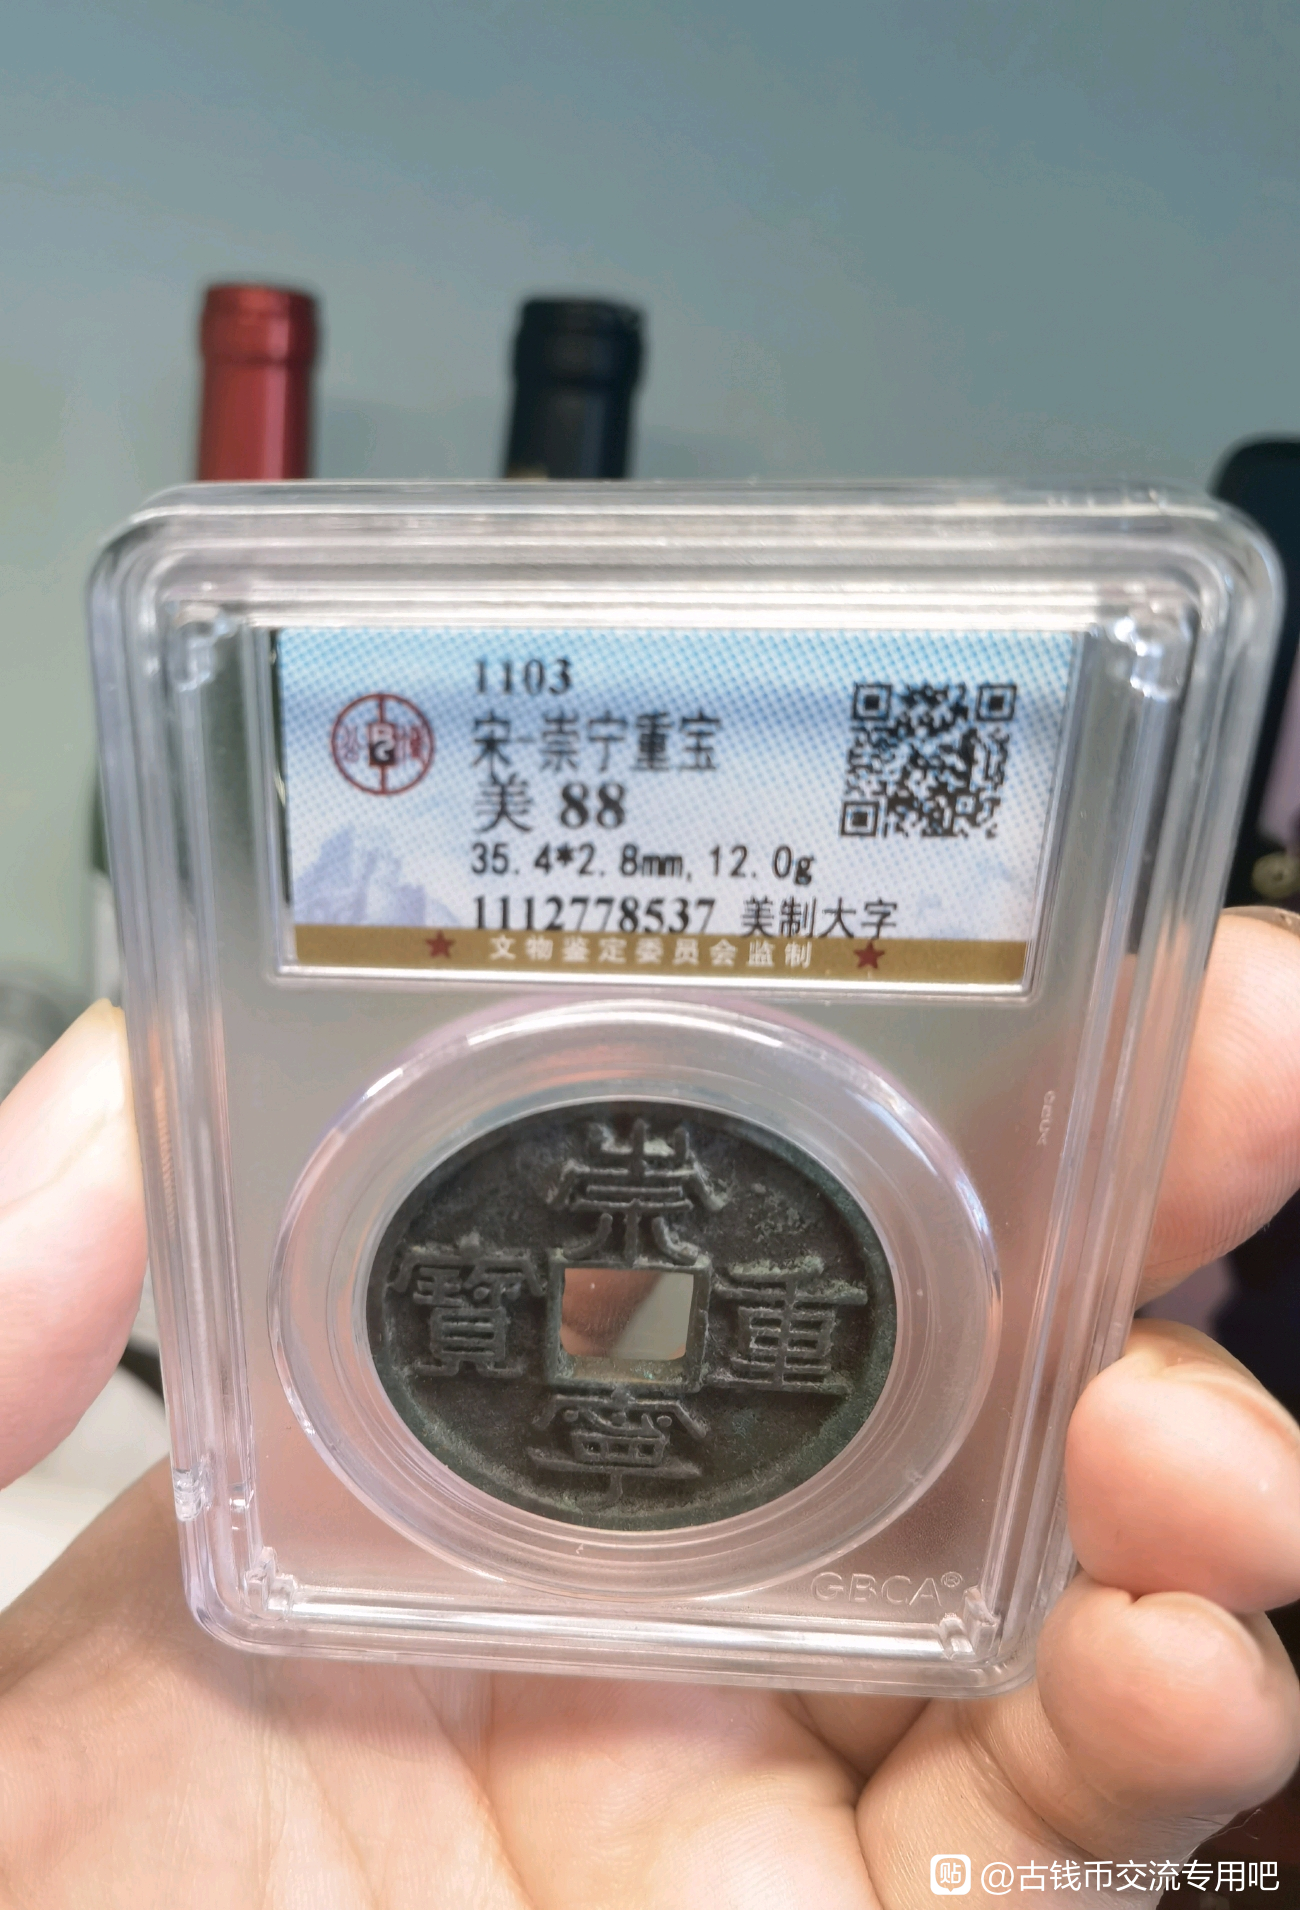 1103
宋-崇宁重宝
美 88
35.4*2.8mm,12.0g
1112778537 美制大字
文物鉴定委员会监制
崇
寶 重
寧
GBCA®
贴 @古钱币交流专用吧